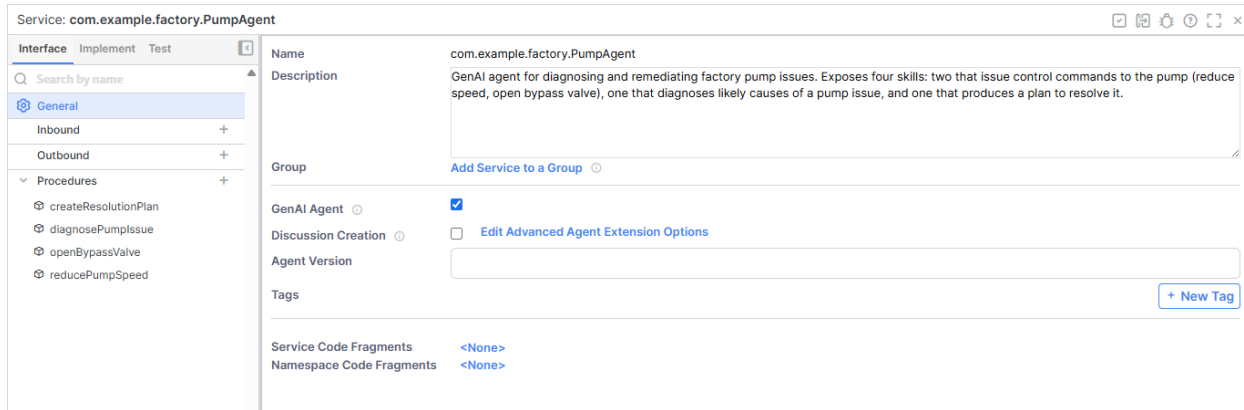 Service: com.example.factory.PumpAgent
Interface Implement Test
Search by name
General
Inbound +
Outbound +
Procedures +
createResolutionPlan
diagnosePumpIssue
openBypassValve
reducePumpSpeed
Name com.example.factory.PumpAgent
Description GenAI agent for diagnosing and remediating factory pump issues. Exposes four skills: two that issue control commands to the pump (reduce
speed, open bypass valve), one that diagnoses likely causes of a pump issue, and one that produces a plan to resolve it.
Group Add Service to a Group
GenAI Agent
Discussion Creation Edit Advanced Agent Extension Options
Agent Version
Tags + New Tag
Service Code Fragments <None>
Namespace Code Fragments <None>